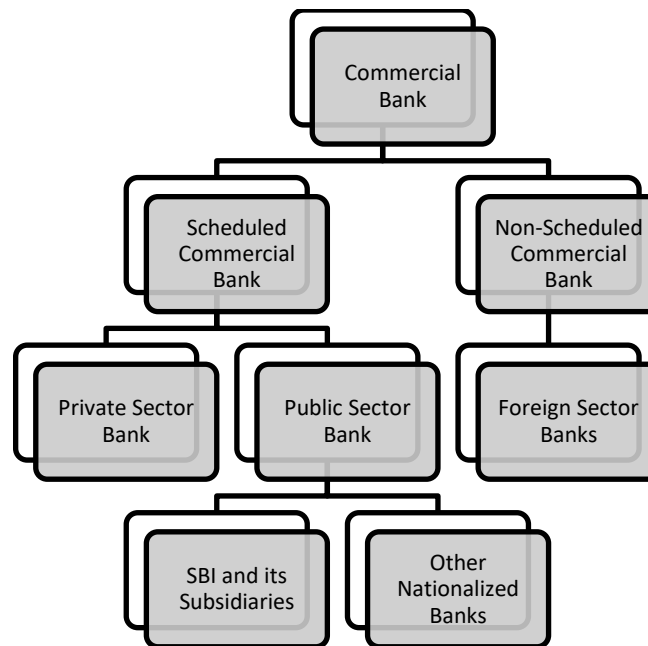 Commercial
Bank
Scheduled
Commercial
Bank
Non-Scheduled
Commercial
Bank
Private Sector
Bank
Public Sector
Bank
Foreign Sector
Banks
SBI and its
Subsidiaries
Other
Nationalized
Banks